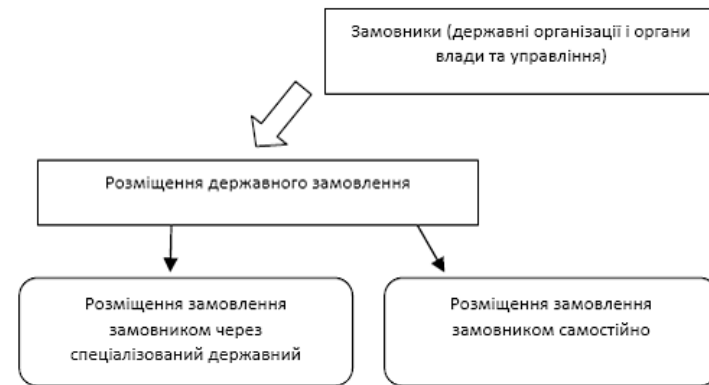 Замовники (державні організації і органи
влади та управління)
Розміщення державного замовлення
Розміщення замовлення
замовником через
спеціалізований державний
Розміщення замовлення
замовником самостійно